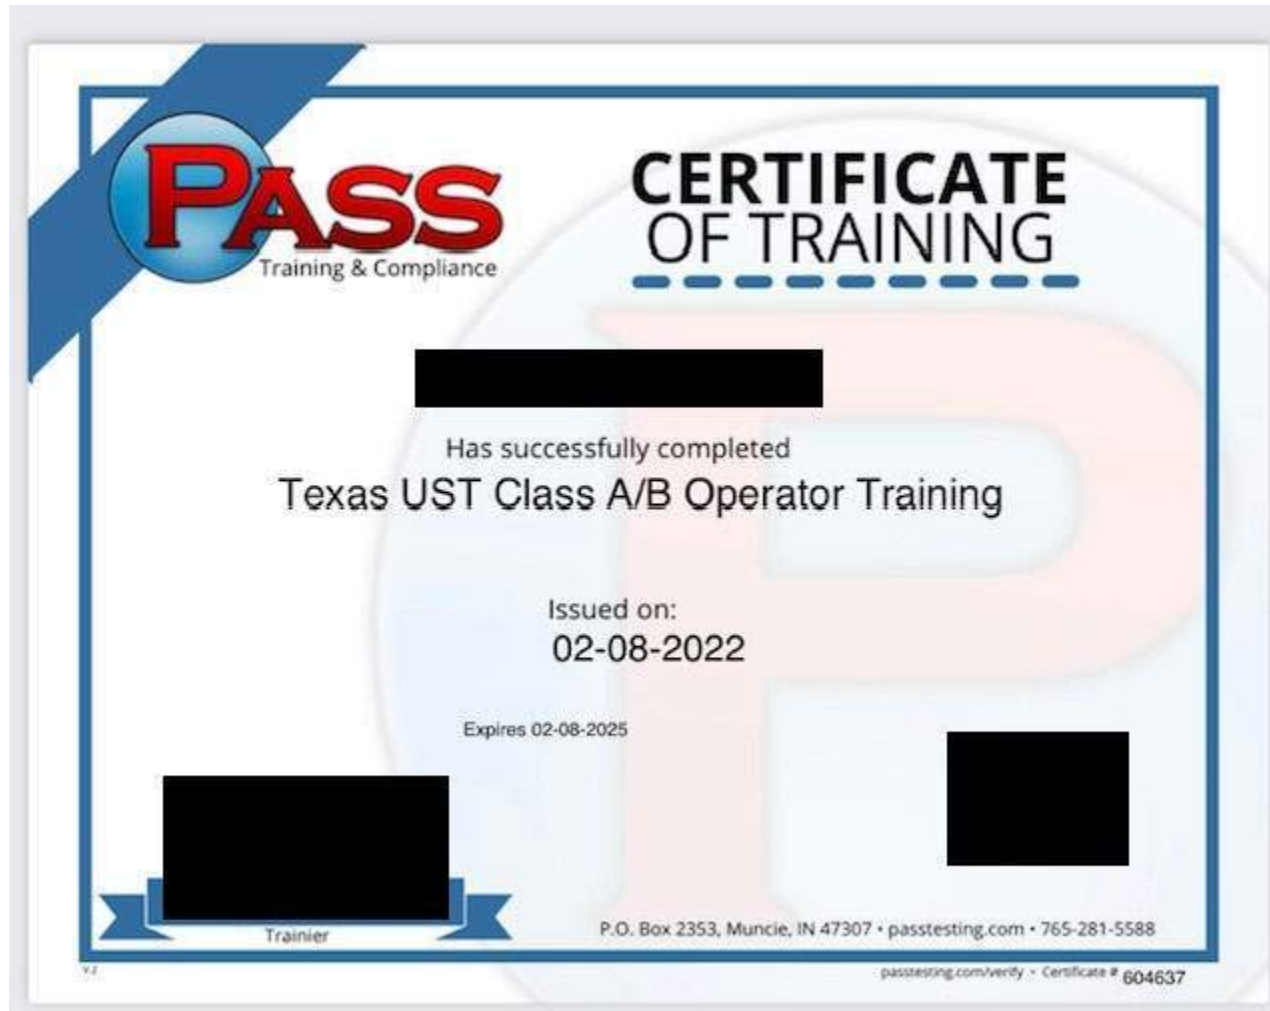 PASS
Training & Compliance
CERTIFICATE
OF TRAINING
Has successfully completed
Texas UST Class A/B Operator Training
Issued on:
02-08-2022
Expires 02-08-2025
Trainier
P.O. Box 2353, Muncie, IN 47307 • passtesting.com • 765-281-5588
passtesting.com/verify • Certificate # 604637